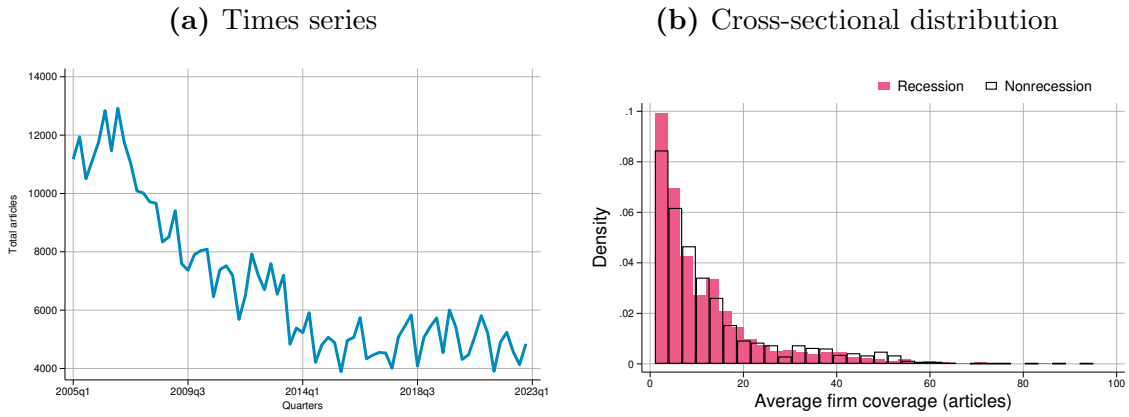 (a) Times series
14000
12000
10000
8000
6000
4000
Total articles
2005q1 2009q3 2014q1 2018q3 2023q1
Quarters
(b) Cross-sectional distribution
Recession Nonrecession
.1
.08
.06
.04
.02
0
Density
0 20 40 60 80 100
Average firm coverage (articles)